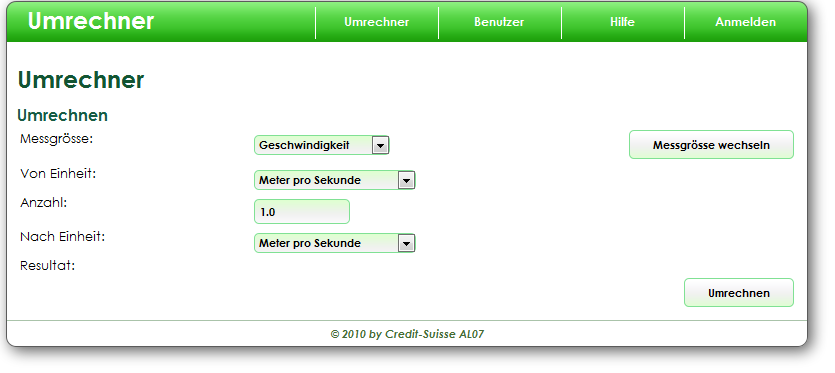 Umrechner Umrechner Benutzer Hilfe Anmelden
Umrechner
Umrechnen
Messgrösse: Geschwindigkeit Messgrösse wechseln
Von Einheit: Meter pro Sekunde
Anzahl: 1.0
Nach Einheit: Meter pro Sekunde
Resultat:
Umrechnen
© 2010 by Credit-Suisse AL07